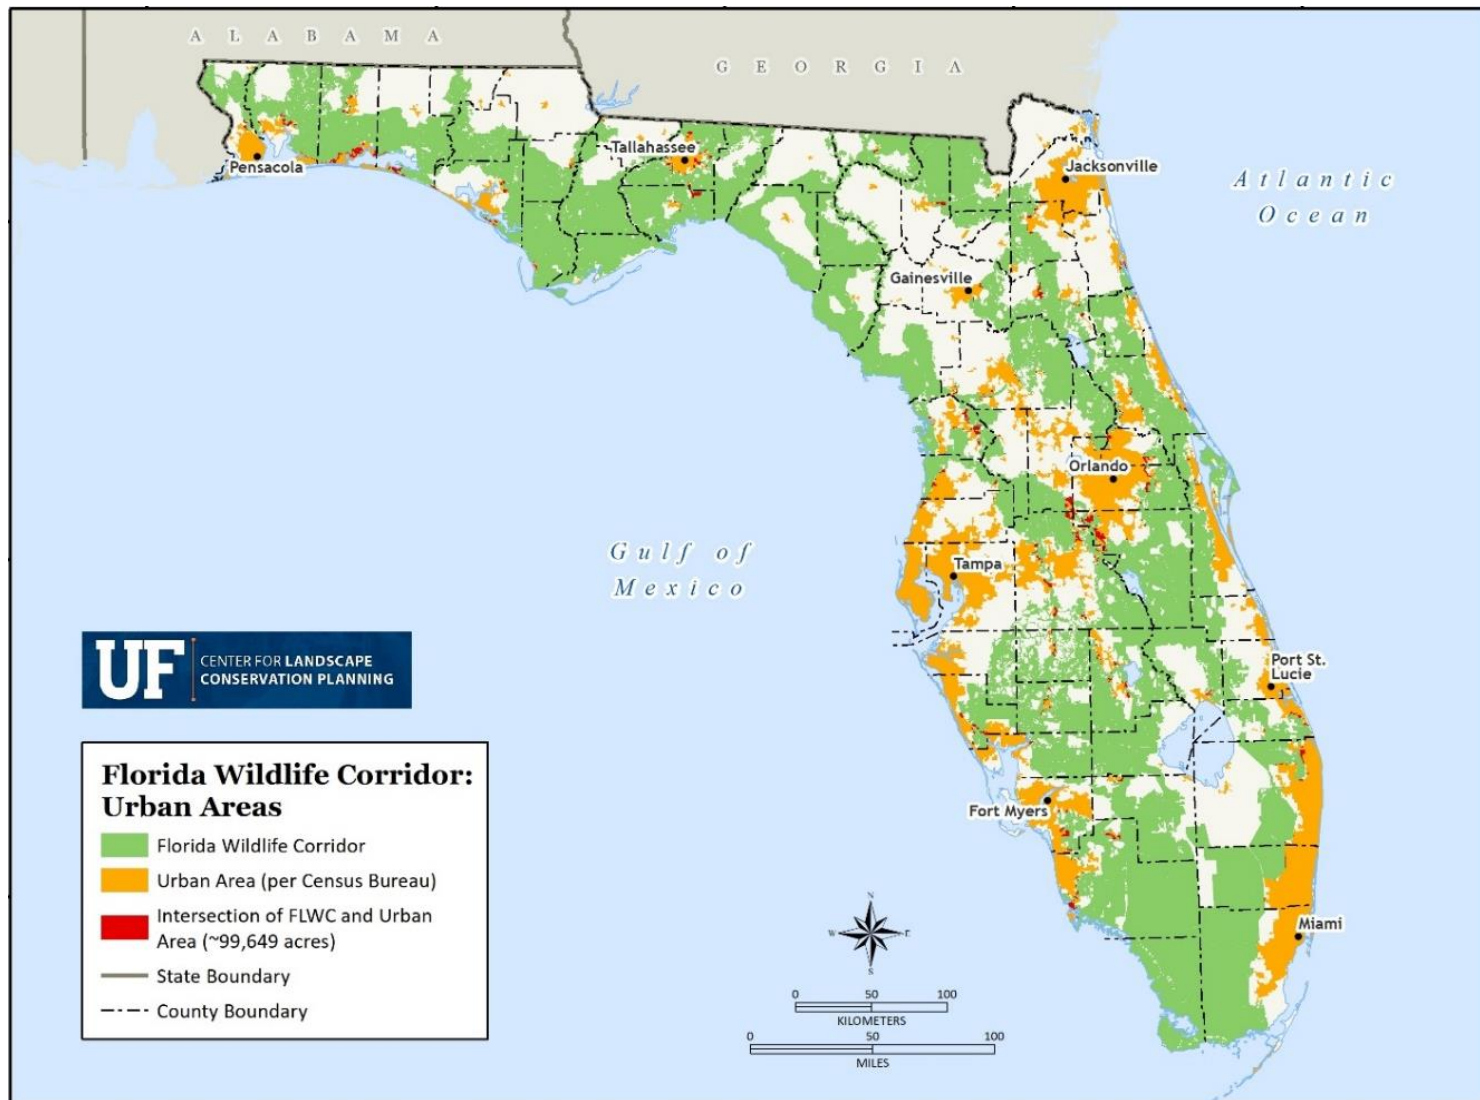 A L A B A M A
G E O R G I A
Pensacola
Tallahassee
Jacksonville
Atlantic
Ocean
Gainesville
Orlando
Gulf of
Mexico
Tampa
UF CENTER FOR LANDSCAPE
CONSERVATION PLANNING
Port St.
Lucie
Fort Myers
Miami
Florida Wildlife Corridor:
Urban Areas
Florida Wildlife Corridor
Urban Area (per Census Bureau)
Intersection of FLWC and Urban
Area (~99,649 acres)
State Boundary
County Boundary
N
W E
S
0 50 100
KILOMETERS
0 50 100
MILES